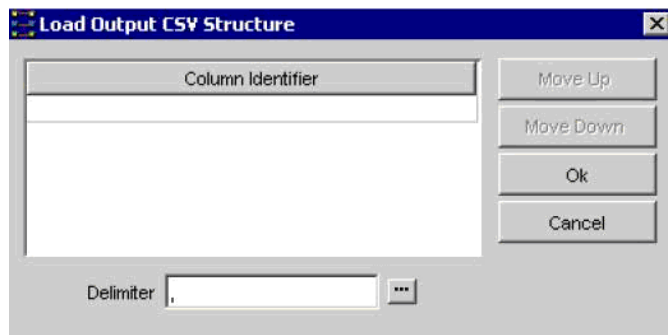 Load Output CSV Structure
Column Identifier
Move Up
Move Down
Ok
Cancel
Delimiter ,
...